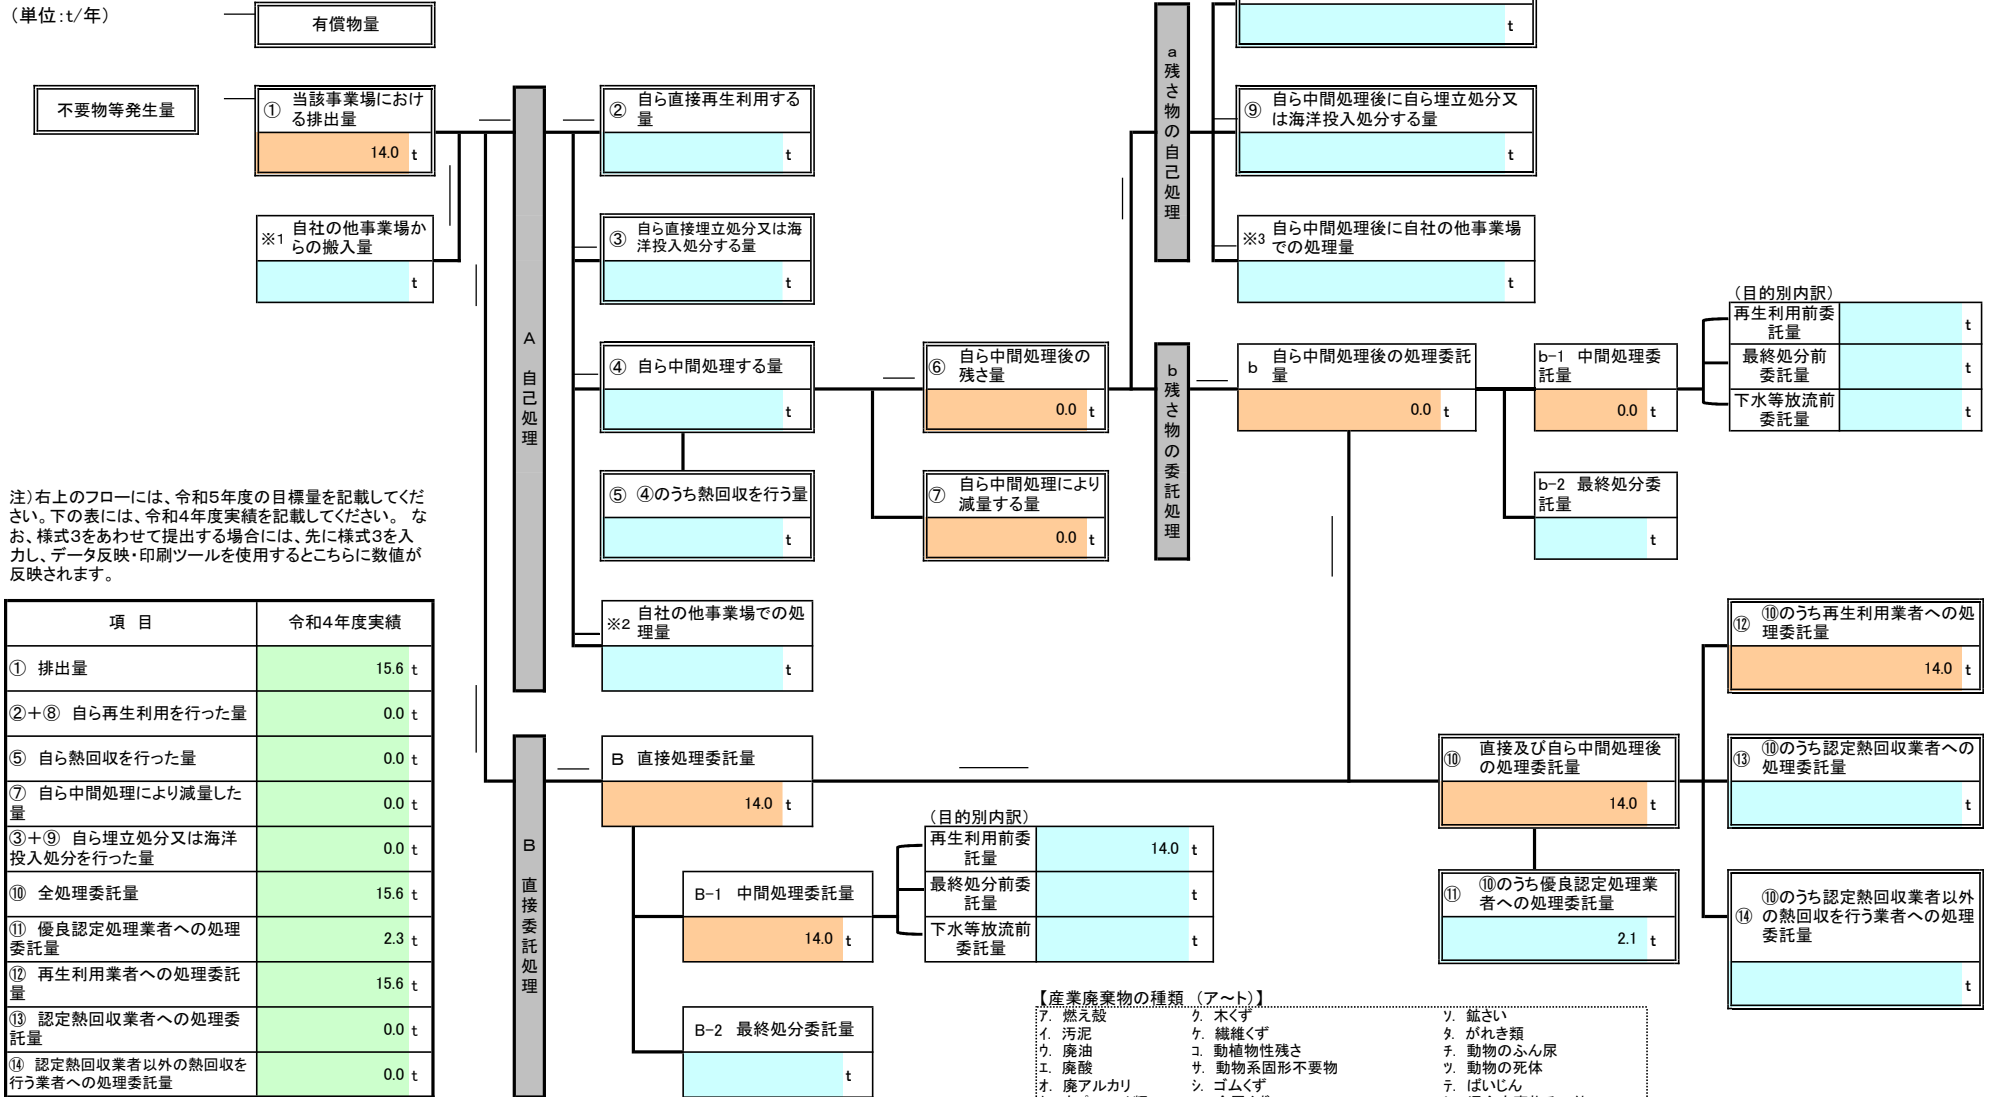 (単位:t/年)
有償物量
t
不要物等発生量
① 当該事業場におけ
る排出量
14.0 t
※1 自社の他事業場か
らの搬入量
t
A 自己処理
② 自ら直接再生利用する
量
t
③ 自ら直接埋立処分又は海
洋投入処分する量
t
④ 自ら中間処理する量
t
⑤ ④のうち熱回収を行う量
t
※2 自社の他事業場での処
理量
t
⑥ 自ら中間処理後の
残さ量
0.0 t
⑦ 自ら中間処理により
減量する量
0.0 t
a 残さ物の自己処理
⑨ 自ら中間処理後に自ら埋立処分又
は海洋投入処分する量
t
※3 自ら中間処理後に自社の他事業場
での処理量
t
b 残さ物の委託処理
b 自ら中間処理後の処理委託
量
0.0 t
b-1 中間処理委
託量
0.0 t
b-2 最終処分委
託量
t
(目的別内訳)
再生利用前委
託量
t
最終処分前
委託量
t
下水等放流前
委託量
t
注)右上のフローには、令和5年度の目標量を記載してくだ
さい。下の表には、令和4年度実績を記載してください。 な
お、様式3をあわせて提出する場合には、先に様式3を入
力し、データ反映・印刷ツールを使用するとこちらに数値が
反映されます。
項 目 令和4年度実績
① 排出量 15.6 t
②+⑧ 自ら再生利用を行った量 0.0 t
⑤ 自ら熱回収を行った量 0.0 t
⑦ 自ら中間処理により減量した
量 0.0 t
③+⑨ 自ら埋立処分又は海洋
投入処分を行った量 0.0 t
⑩ 全処理委託量 15.6 t
⑪ 優良認定処理業者への処理
委託量 2.3 t
⑫ 再生利用業者への処理委託
量 15.6 t
⑬ 認定熱回収業者への処理委
託量 0.0 t
⑭ 認定熱回収業者以外の熱回収を
行う業者への処理委託量 0.0 t
B 直接委託処理
B 直接処理委託量
14.0 t
B-1 中間処理委託量
14.0 t
B-2 最終処分委託量
t
(目的別内訳)
再生利用前委
託量
14.0 t
最終処分前委
託量
t
下水等放流前
委託量
t
⑩ 直接及び自ら中間処理後
の処理委託量
14.0 t
⑪ ⑩のうち優良認定処理業
者への処理委託量
2.1 t
⑫ ⑩のうち再生利用業者への処
理委託量
14.0 t
⑬ ⑩のうち認定熱回収業者への
処理委託量
t
⑭ ⑩のうち認定熱回収業者以外
の熱回収を行う業者への処理
委託量
t
【産業廃棄物の種類 (ア~ト)】
ア. 燃え殻 ク. 木くず ソ. 鉱さい
イ. 汚泥 ケ. 繊維くず タ. がれき類
ウ. 廃油 コ. 動植物性残さ チ. 動物のふん尿
エ. 廃酸 サ. 動物系固形不要物 ツ. 動物の死体
オ. 廃アルカリ シ. ゴムくず テ. ばいじん